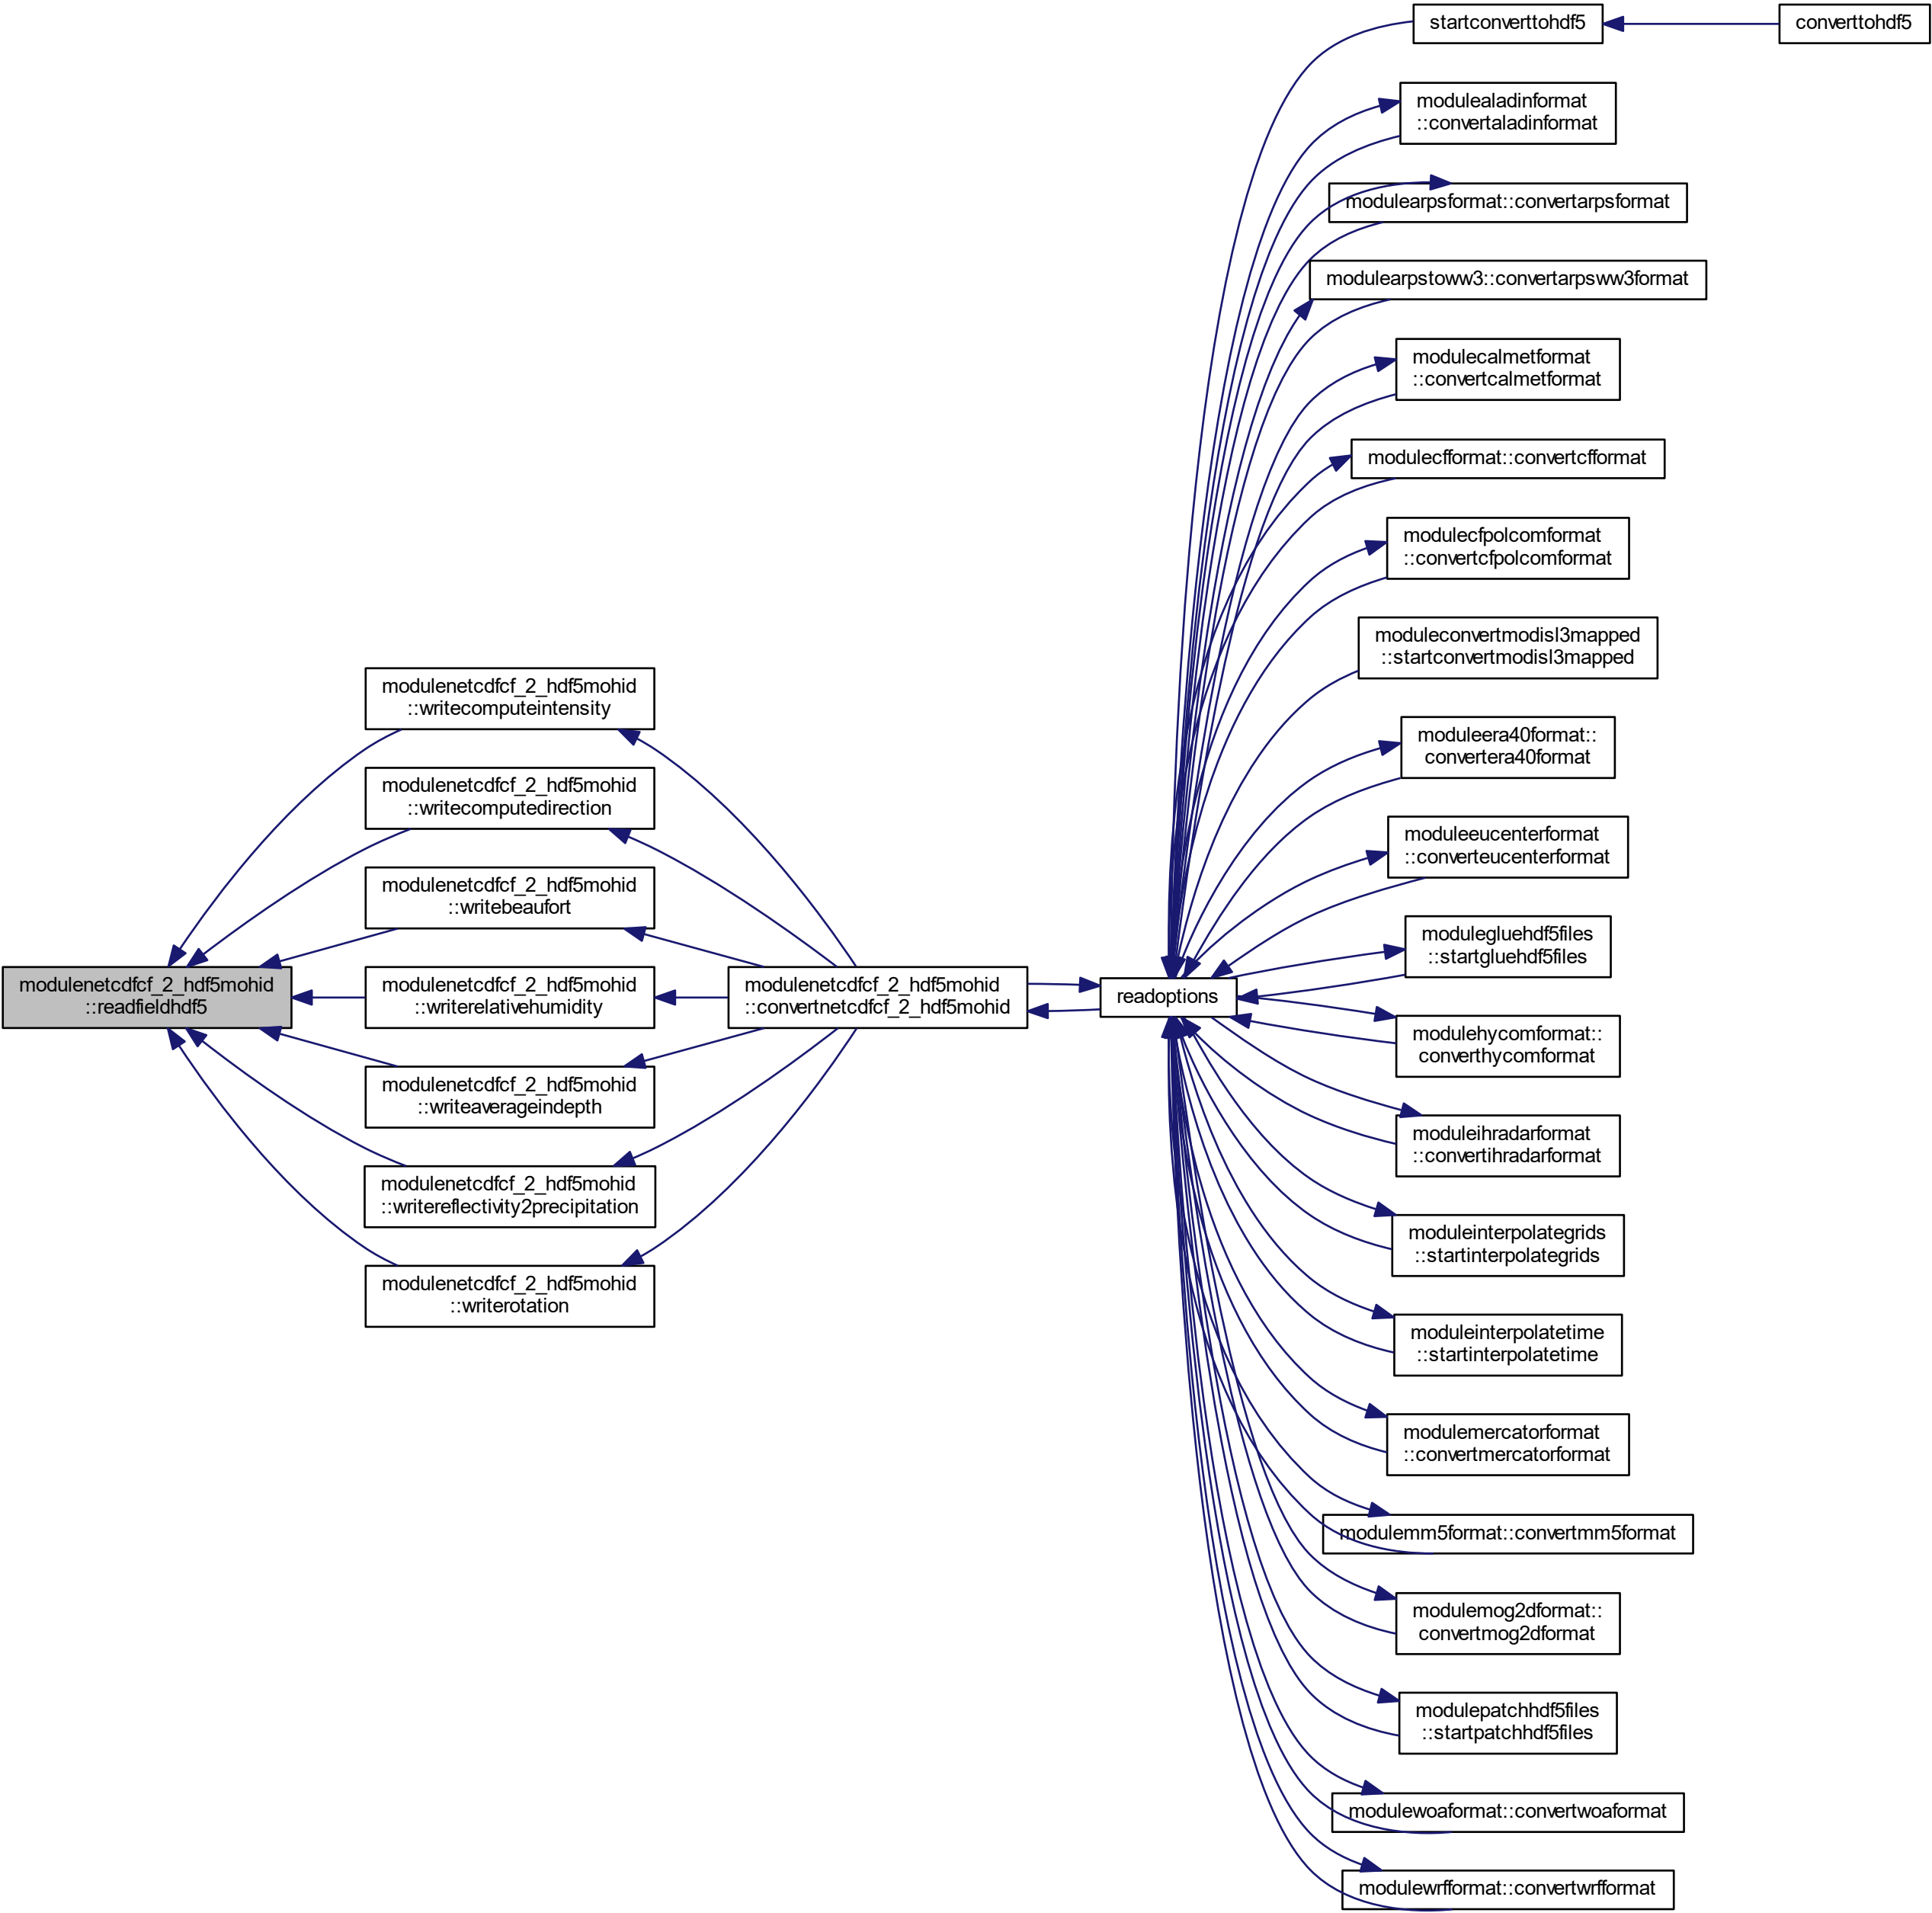 modulenetcdfcf_2_hdf5mohid
::readfieldhdf5
modulenetcdfcf_2_hdf5mohid
::writecomputeintensity
modulenetcdfcf_2_hdf5mohid
::writecomputedirection
modulenetcdfcf_2_hdf5mohid
::writebeaufort
modulenetcdfcf_2_hdf5mohid
::writerelativehumidity
modulenetcdfcf_2_hdf5mohid
::writeaverageindepth
modulenetcdfcf_2_hdf5mohid
::writereflectivity2precipitation
modulenetcdfcf_2_hdf5mohid
::writerotation
modulenetcdfcf_2_hdf5mohid
::convertnetcdfcf_2_hdf5mohid
readoptions
startconverttohdf5
converttohdf5
modulealadinformat
::convertaladinformat
modulearpsformat::convertarpsformat
modulearpstoww3::convertarpsww3format
modulecalmetformat
::convertcalmetformat
modulecfformat::convertcfformat
modulecfpolcomformat
::convertcfpolcomformat
moduleconvertmodisl3mapped
::startconvertmodisl3mapped
moduleera40format::
convertera40format
moduleeucenterformat
::converteucenterformat
modulegluehdf5files
::startgluehdf5files
modulehycomformat::
converthycomformat
moduleihradarformat
::convertihradarformat
moduleinterpolategrids
::startinterpolategrids
moduleinterpolatetime
::startinterpolatetime
modulemercatorformat
::convertmercatorformat
modulemm5format::convertmm5format
modulemog2dformat::
convertmog2dformat
modulepatchhdf5files
::startpatchhdf5files
modulewoaformat::convertwoaformat
modulewrfformat::convertwrfformat